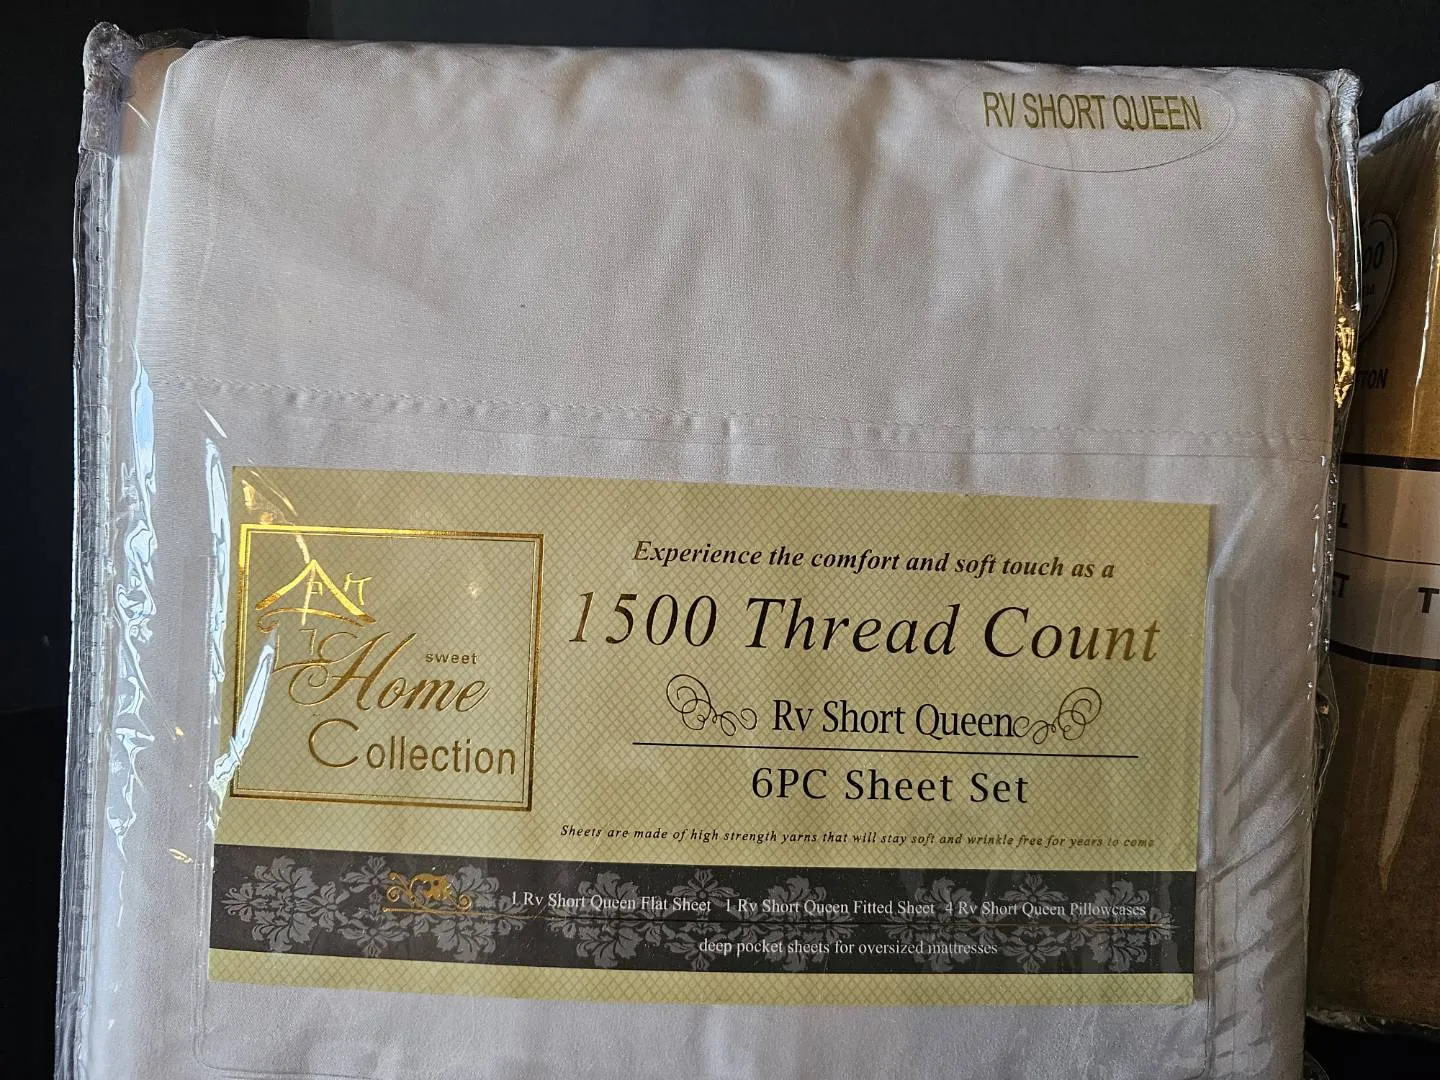 RV SHORT QUEEN
Experience the comfort and soft touch as a
1500 Thread Count
sweet
Home
Collection
Rv Short Queen
6PC Sheet Set
Sheets are made of high strength yarns that will stay soft and wrinkle free for years to come
1 Rv Short Queen Flat Sheet 1 Rv Short Queen Fitted Sheet 4 Rv Short Queen Pillowcases
deep pocket sheets for oversized mattresses